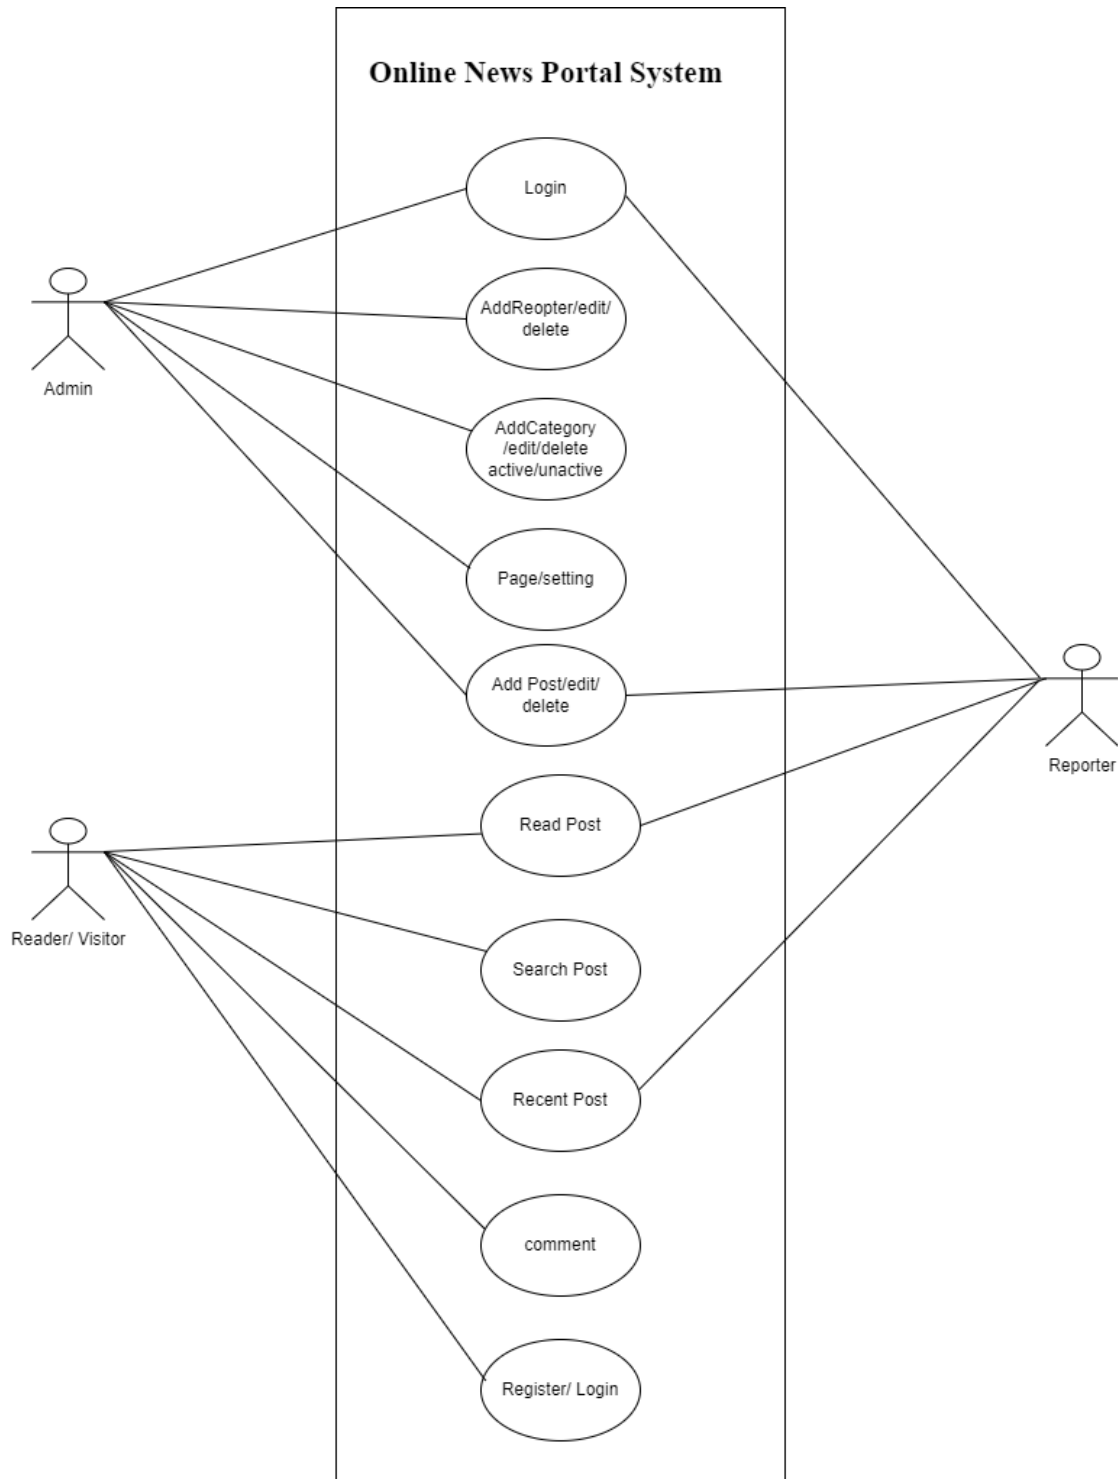 Online News Portal System
Login
AddReopter/edit/
delete
Admin
AddCategory
/edit/delete
active/unactive
Page/setting
Add Post/edit/
delete
Reporter
Read Post
Reader/ Visitor
Search Post
Recent Post
comment
Register/ Login